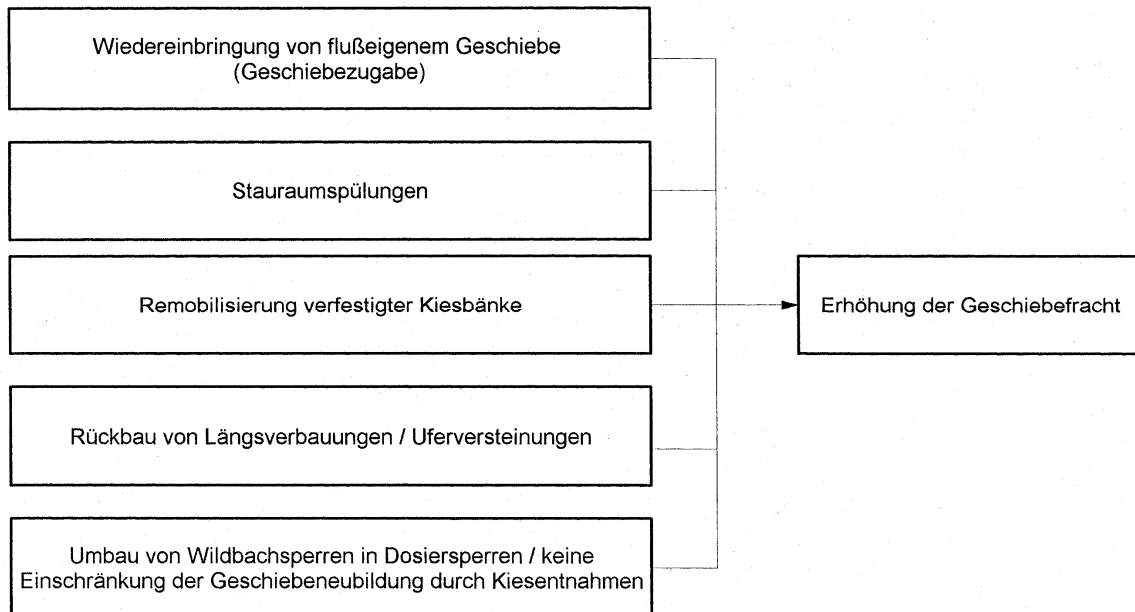 Wiedereinbringung von flußeigenem Geschiebe
(Geschiebezugabe)
Stauraumspülungen
Remobilisierung verfestigter Kiesbänke
Erhöhung der Geschiebefracht
Rückbau von Längsverbauungen / Uferversteinungen
Umbau von Wildbachsperren in Dosiersperren / keine
Einschränkung der Geschiebeneubildung durch Kiesentnahmen